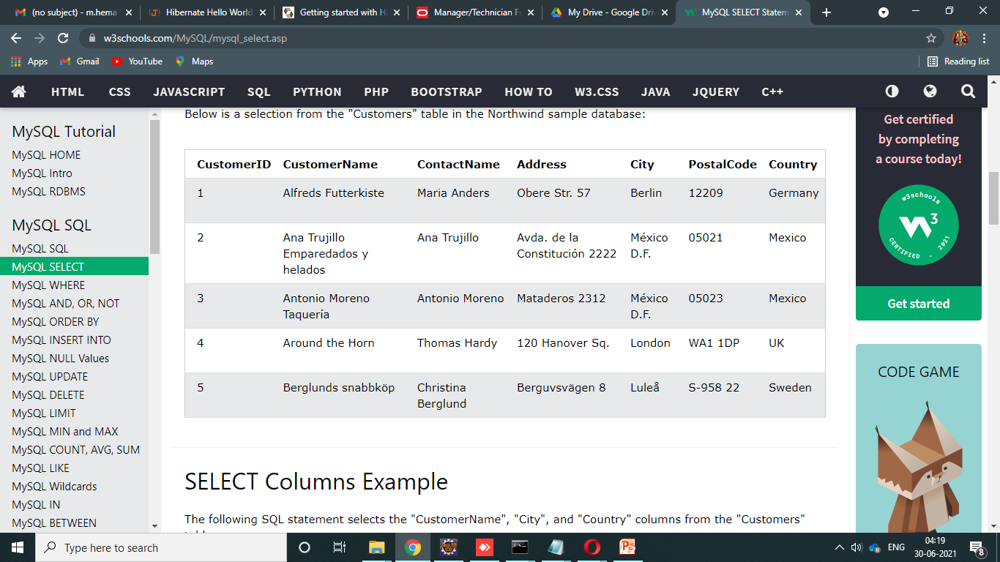 (no subject) - m.hema
Hibernate Hello World
Getting started with H
Manager/Technician F
My Drive - Google Dri
MySQL SELECT Statem
w3schools.com/MySQL/mysql_select.asp
Apps Gmail YouTube Maps Reading list
HTML CSS JAVASCRIPT SQL PYTHON PHP BOOTSTRAP HOW TO W3.CSS JAVA JQUERY C++
MySQL Tutorial
MySQL HOME
MySQL Intro
MySQL RDBMS
MySQL SQL
MySQL SQL
MySQL SELECT
MySQL WHERE
MySQL AND, OR, NOT
MySQL ORDER BY
MySQL INSERT INTO
MySQL NULL Values
MySQL UPDATE
MySQL DELETE
MySQL LIMIT
MySQL MIN and MAX
MySQL COUNT, AVG, SUM
MySQL LIKE
MySQL Wildcards
MySQL IN
MySQL BETWEEN
Below is a selection from the "Customers" table in the Northwind sample database:
CustomerID CustomerName ContactName Address City PostalCode Country
1 Alfreds Futterkiste Maria Anders Obere Str. 57 Berlin 12209 Germany
2 Ana Trujillo Ana Trujillo Avda. de la México 05021 Mexico
Emparedados y Constitución 2222 D.F.
helados
3 Antonio Moreno Antonio Moreno Mataderos 2312 México 05023 Mexico
Taquería D.F.
4 Around the Horn Thomas Hardy 120 Hanover Sq. London WA1 1DP UK
5 Berglunds snabbköp Christina Berguvsvägen 8 Luleå S-958 22 Sweden
Berglund
SELECT Columns Example
The following SQL statement selects the "CustomerName", "City", and "Country" columns from the "Customers"
Get certified
by completing
a course today!
w3schools
3
CERTIFIED . 2021
Get started
CODE GAME
Type here to search
ENG
04:19
30-06-2021
8